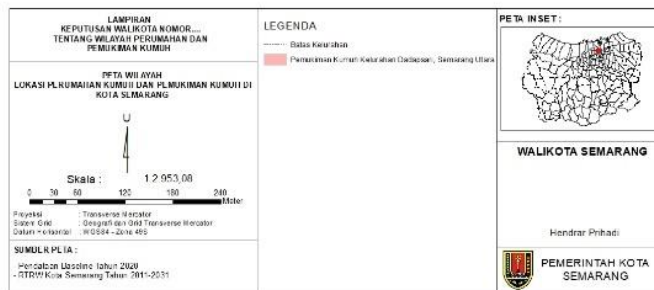 LAMPIRAN
KEPUTUSAN WALIKOTA NOMOR....
TENTANG WILAYAH PERUMAHAN DAN
PEMUKIMAN KUMUH
PETA WILAYAH
LOKASI PERUMAHAN KUMUH DAN PEMUKIMAN KUMUH DI
KOTA SEMARANG
U
Skala : 1:2.953,08
0 30 60 120 180 240
Meter
Proyeksi : Transverse Mercator
Sistem Grid : Geografi dan Grid Transverse Mercator
Datum Horisontal : WGS84 - Zona 49S
SUMBER PETA :
- Pendataan Baseline Tahun 2020
- RTRW Kota Semarang Tahun 2011-2031
LEGENDA
Batas Kelurahan
Pemukiman Kumuh Kelurahan Dadapsari, Semarang Utara
PETA INSET :
WALIKOTA SEMARANG
Hendrar Prihadi
PEMERINTAH KOTA
SEMARANG